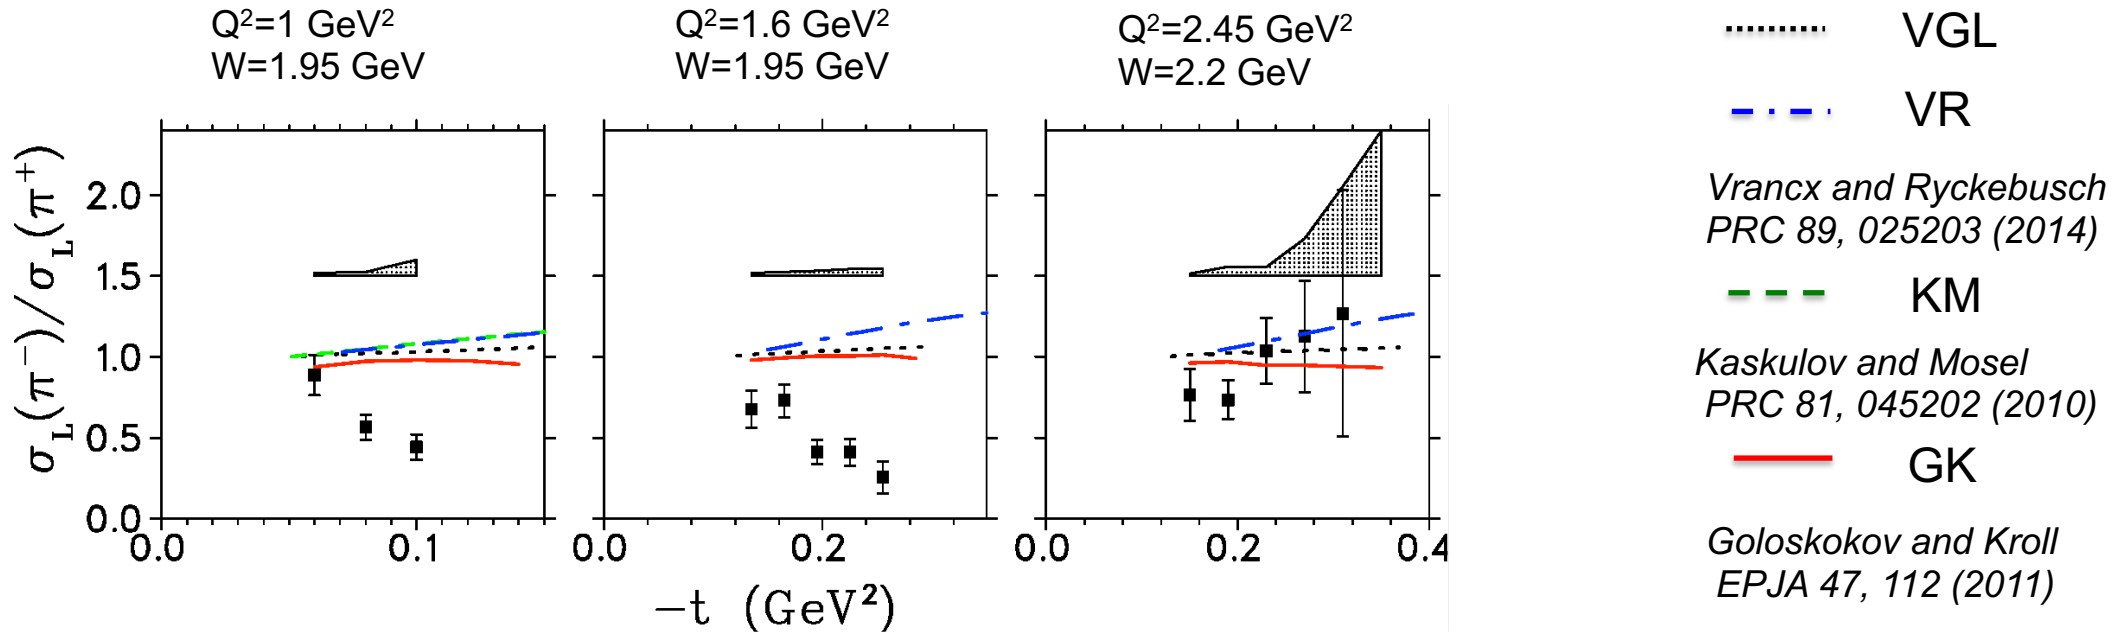 Q²=1 GeV²
W=1.95 GeV
Q²=1.6 GeV²
W=1.95 GeV
Q²=2.45 GeV²
W=2.2 GeV
σ_L(π⁻)/σ_L(π⁺)
2.0
1.5
1.0
0.5
0.0
0.0
0.1
0.0
0.2
0.0
0.2
0.4
−t (GeV²)
VGL
VR
Vrancx and Ryckebusch
PRC 89, 025203 (2014)
KM
Kaskulov and Mosel
PRC 81, 045202 (2010)
GK
Goloskokov and Kroll
EPJA 47, 112 (2011)